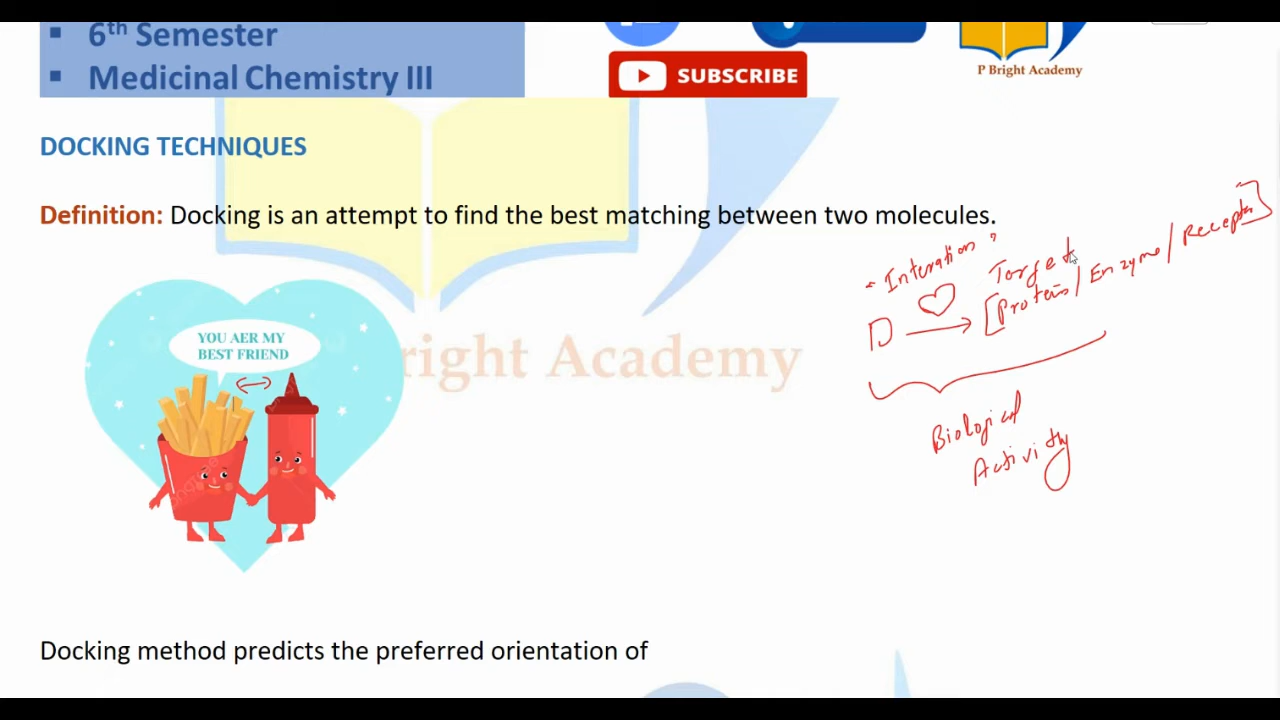 6th Semester
Medicinal Chemistry III
SUBSCRIBE
P Bright Academy
DOCKING TECHNIQUES
Definition: Docking is an attempt to find the best matching between two molecules.
"Interation"
Target
D → [Protein/Enzyme/Receptor]
YOU AER MY
BEST FRIEND
Bright Academy
Biological
Activity
Docking method predicts the preferred orientation of